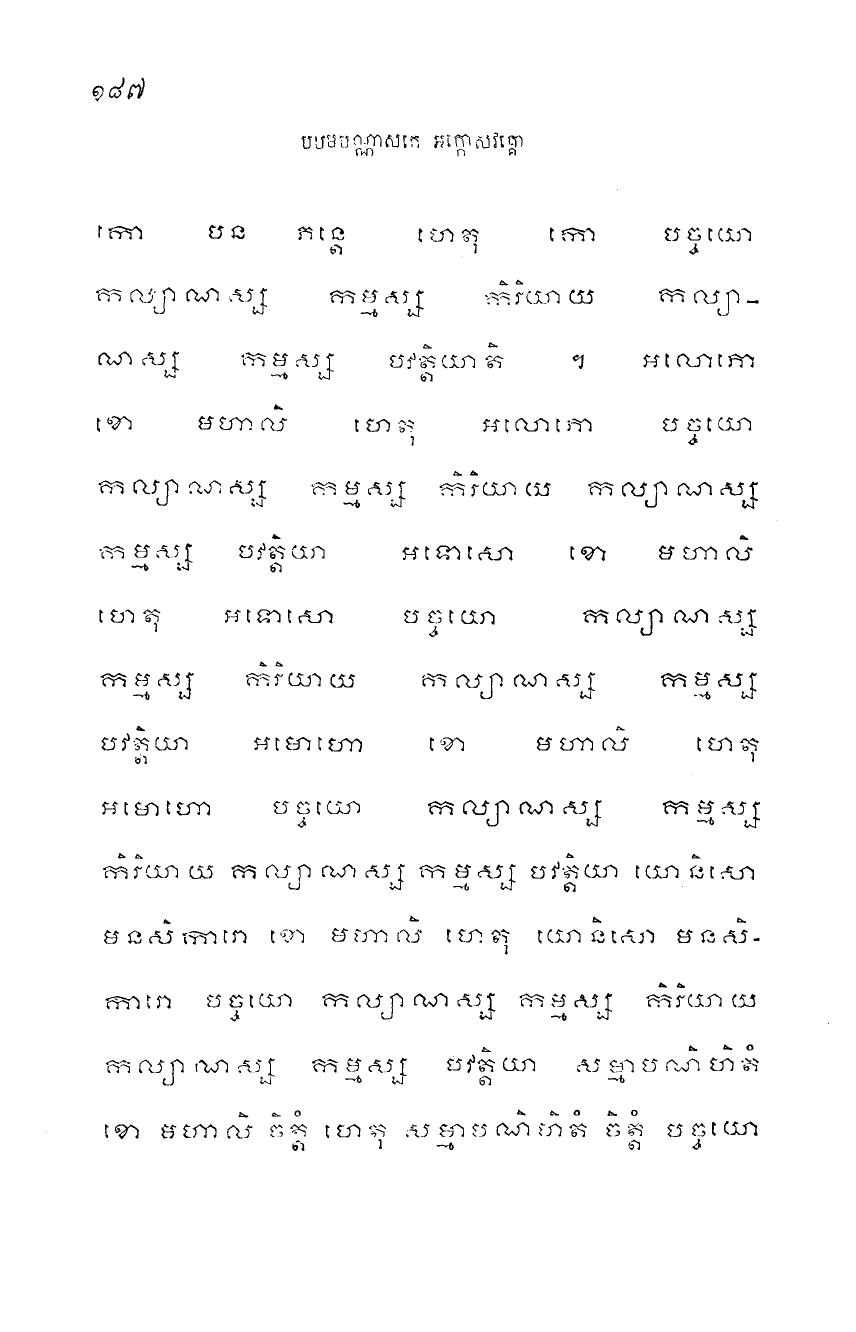 ១៨៧
បឋមបណ្ណាសកេ អក្កោសវគ្គោ
កោ បន ភន្តេ ហេតុ កោ បច្ចយោ
កល្យាណស្ស កម្មស្ស កិរិយាយ កល្យា-
ណស្ស កម្មស្ស បវត្តិយាតិ ។ អលោភោ
ខោ មហាលិ ហេតុ អលោភោ បច្ចយោ
កល្យាណស្ស កម្មស្ស កិរិយាយ កល្យាណស្ស
កម្មស្ស បវត្តិយា អទោសោ ខោ មហាលិ
ហេតុ អទោសោ បច្ចយោ កល្យាណស្ស
កម្មស្ស កិរិយាយ កល្យាណស្ស កម្មស្ស
បវត្តិយា អមោហោ ខោ មហាលិ ហេតុ
អមោហោ បច្ចយោ កល្យាណស្ស កម្មស្ស
កិរិយាយ កល្យាណស្ស កម្មស្ស បវត្តិយា យោនិសោ
មនសិការោ ខោ មហាលិ ហេតុ យោនិសោ មនសិ-
ការោ បច្ចយោ កល្យាណស្ស កម្មស្ស កិរិយាយ
កល្យាណស្ស កម្មស្ស បវត្តិយា សម្មាបណិហិតំ
ខោ មហាលិ ចិត្តំ ហេតុ សម្មាបណិហិតំ ចិត្តំ បច្ចយោ